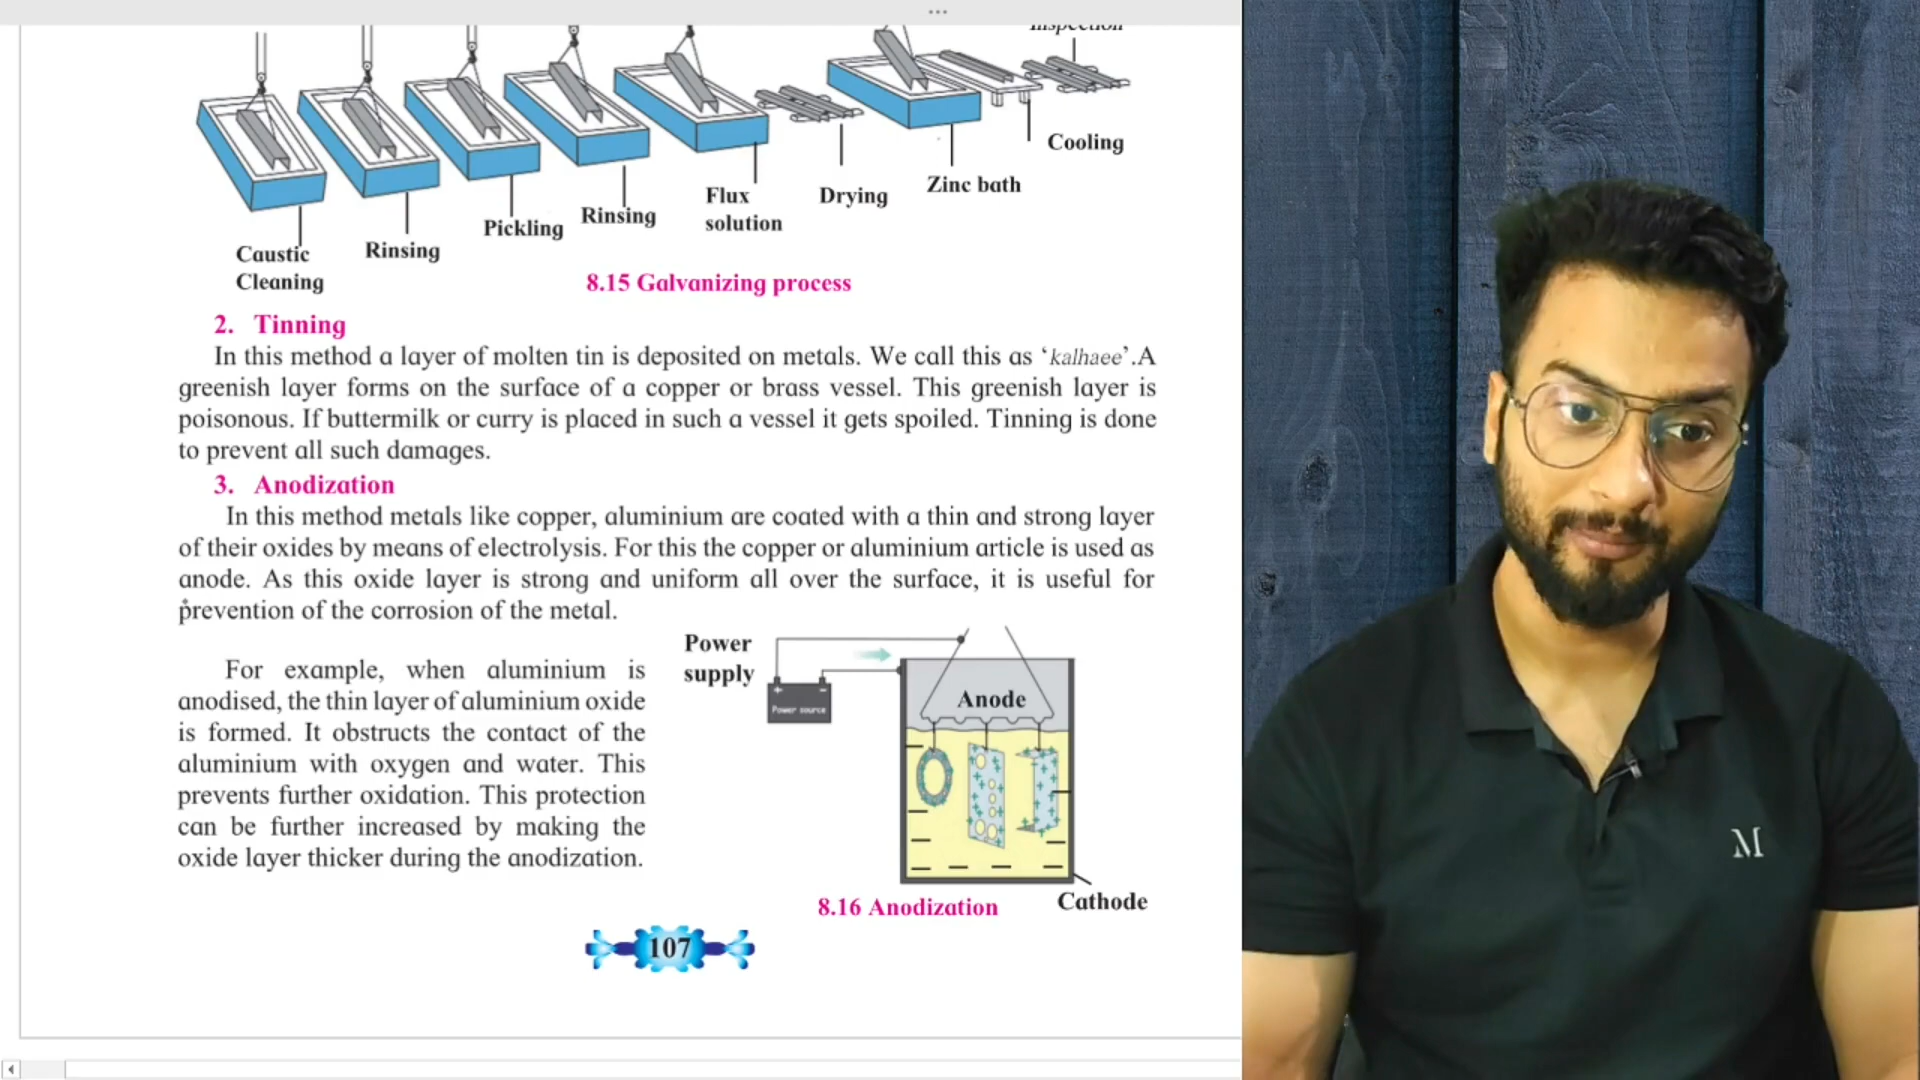 Inspection
Cooling
Zinc bath
Drying
Flux
solution
Rinsing
Pickling
Rinsing
Caustic
Cleaning
8.15 Galvanizing process
2. Tinning
In this method a layer of molten tin is deposited on metals. We call this as ‘kalhaee’.A
greenish layer forms on the surface of a copper or brass vessel. This greenish layer is
poisonous. If buttermilk or curry is placed in such a vessel it gets spoiled. Tinning is done
to prevent all such damages.
3. Anodization
In this method metals like copper, aluminium are coated with a thin and strong layer
of their oxides by means of electrolysis. For this the copper or aluminium article is used as
anode. As this oxide layer is strong and uniform all over the surface, it is useful for
prevention of the corrosion of the metal.
For example, when aluminium is
anodised, the thin layer of aluminium oxide
is formed. It obstructs the contact of the
aluminium with oxygen and water. This
prevents further oxidation. This protection
can be further increased by making the
oxide layer thicker during the anodization.
Power
supply
+ −
Power source
Anode
Cathode
8.16 Anodization
107
M